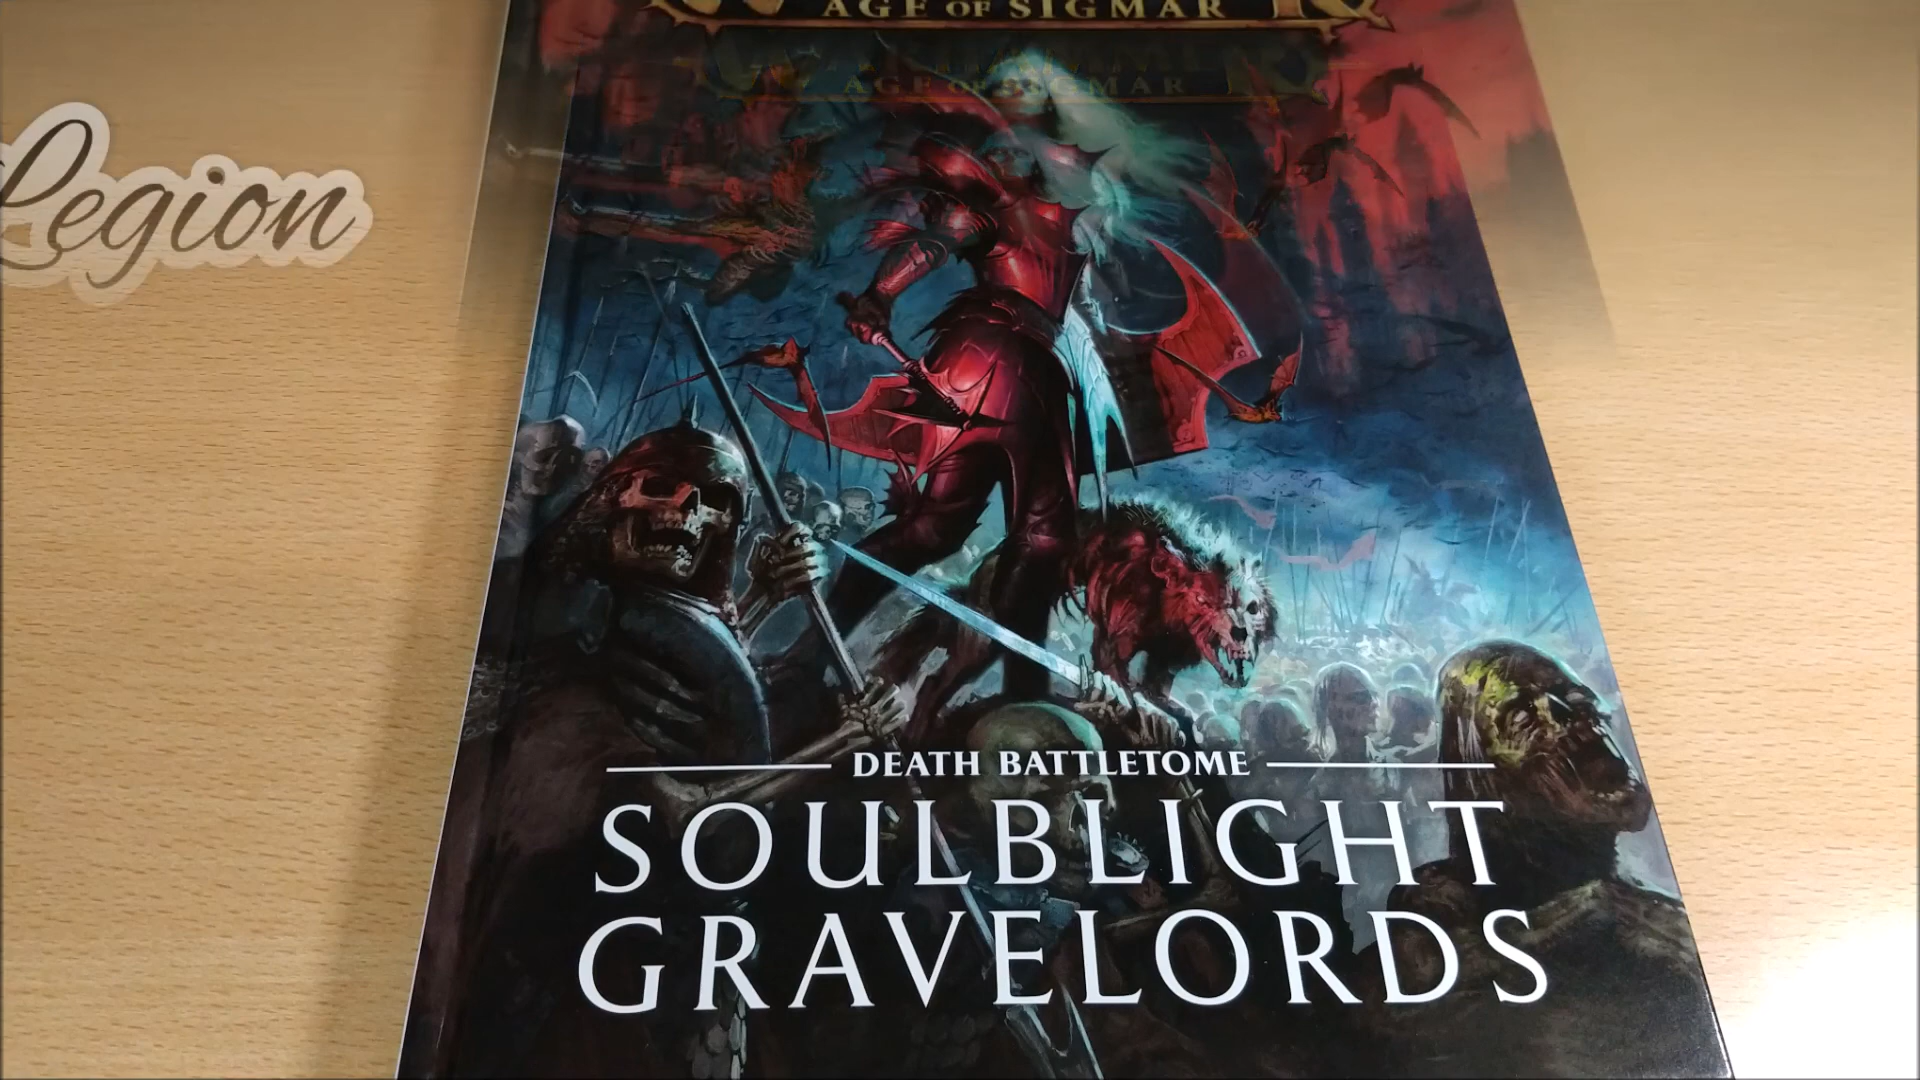 AGE OF SIGMAR
AGE OF SIGMAR
Legion
DEATH BATTLETOME
SOULBLIGHT
GRAVELORDS